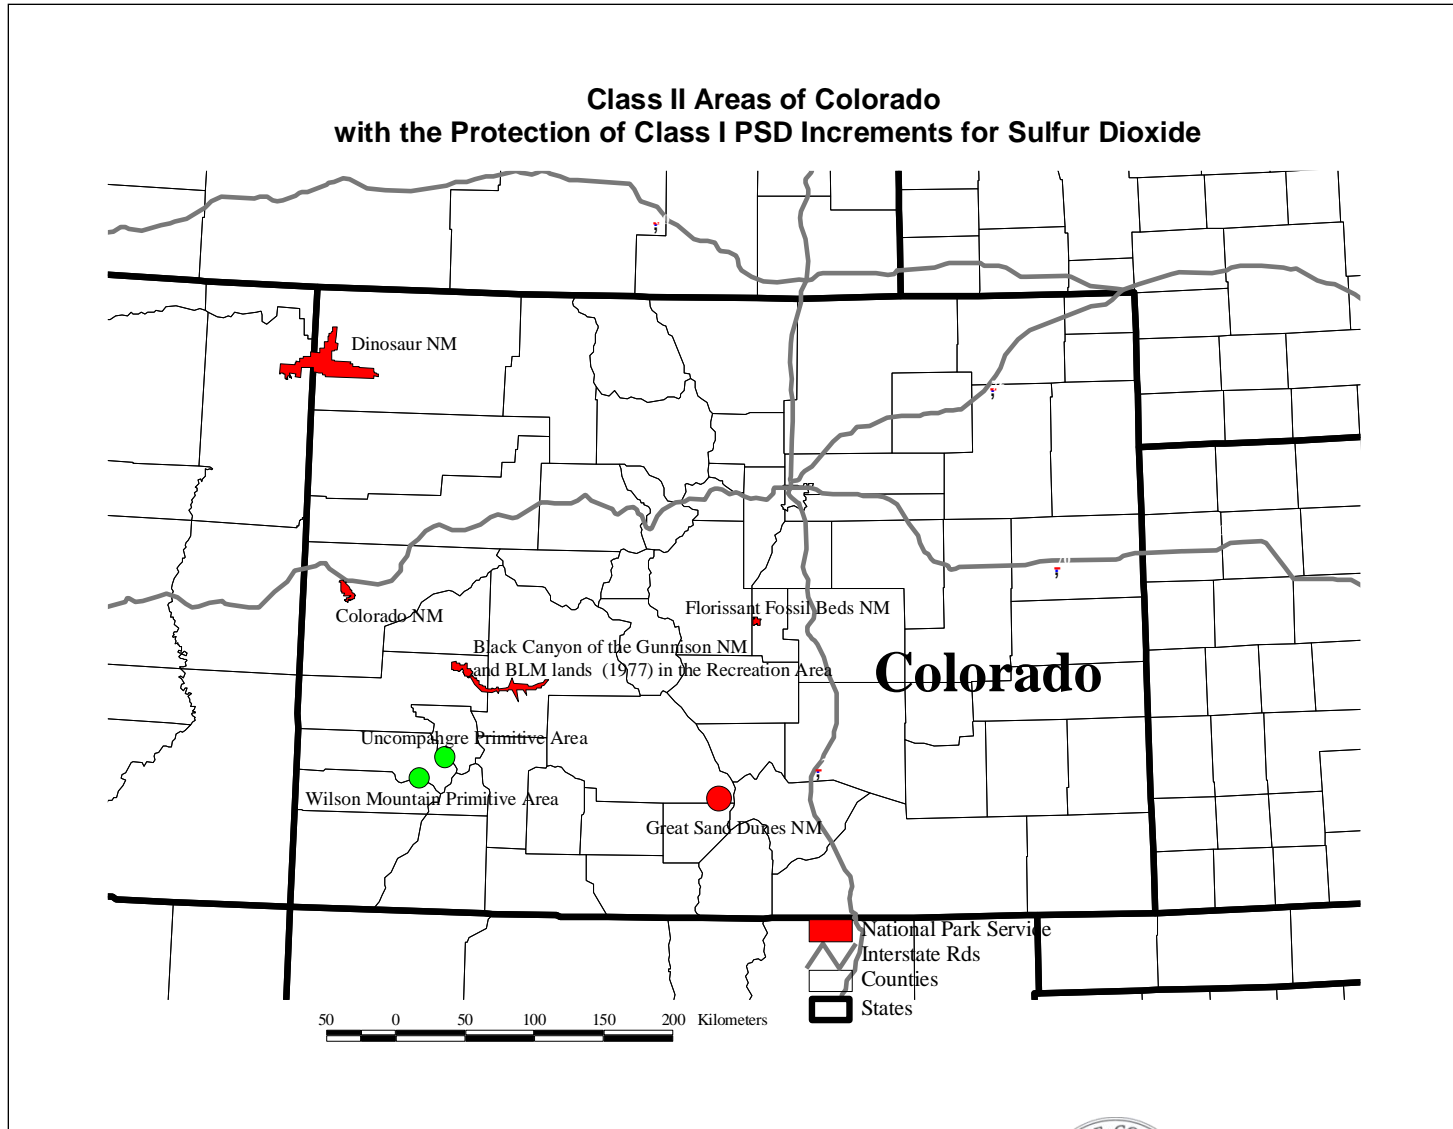 Class II Areas of Colorado
with the Protection of Class I PSD Increments for Sulfur Dioxide
Dinosaur NM
Colorado NM
Florissant Fossil Beds NM
Black Canyon of the Gunnison NM
and BLM lands (1977) in the Recreation Area
Colorado
Uncompahgre Primitive Area
Wilson Mountain Primitive Area
Great Sand Dunes NM
National Park Service
Interstate Rds
Counties
States
50 0 50 100 150 200 Kilometers